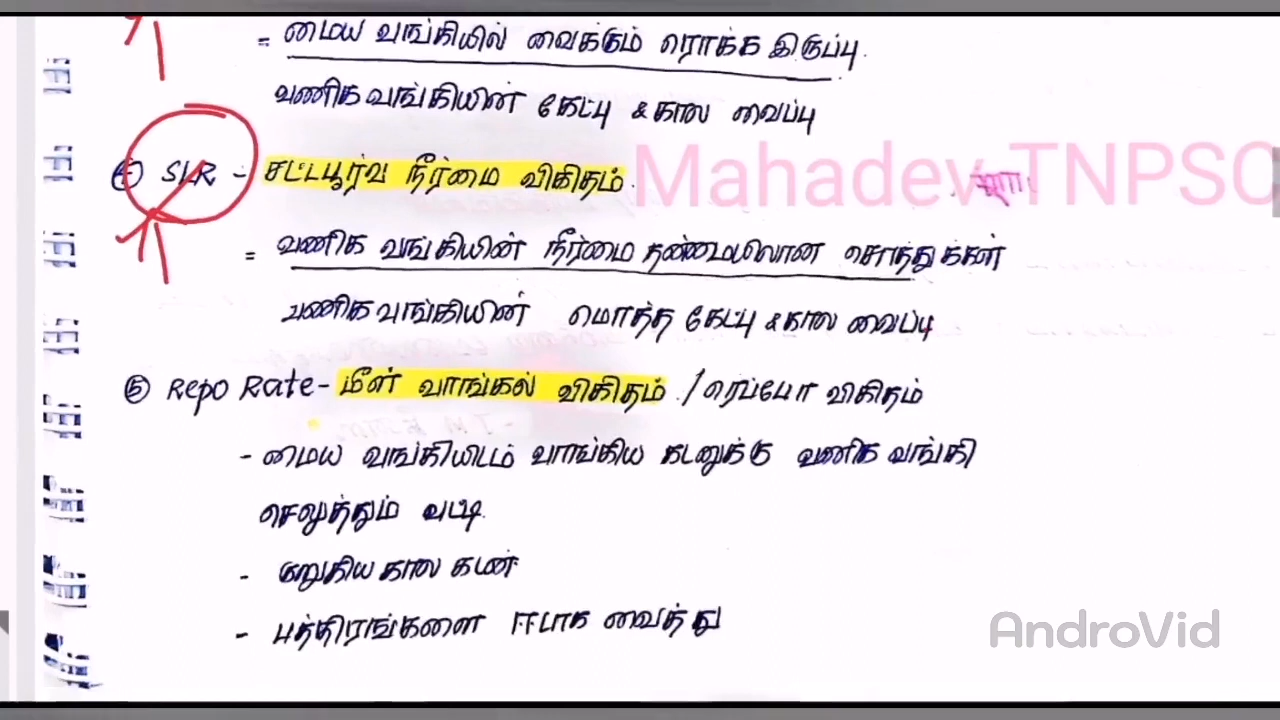 = மைய வங்கியில் வைக்கும் ரொக்க இருப்பு.
வணிக வங்கியின் கேட்பு & கால வைப்பு
④ SLR - சட்டபூர்வ நீர்மை விகிதம்.
Mahadev TNPSC
= வணிக வங்கியின் நீர்மை தன்மையிலான சொத்துக்கள்
வணிக வங்கியின் மொத்த கேட்பு & கால வைப்பு
⑤ Repo Rate - மீள் வாங்கல் விகிதம் / ரெப்போ விகிதம்
- மைய வங்கியிடம் வாங்கிய கடனுக்கு வணிக வங்கி
செலுத்தும் வட்டி.
- குறுகிய கால கடன்
- பத்திரங்களை ஈடாக வைத்து
AndroVid